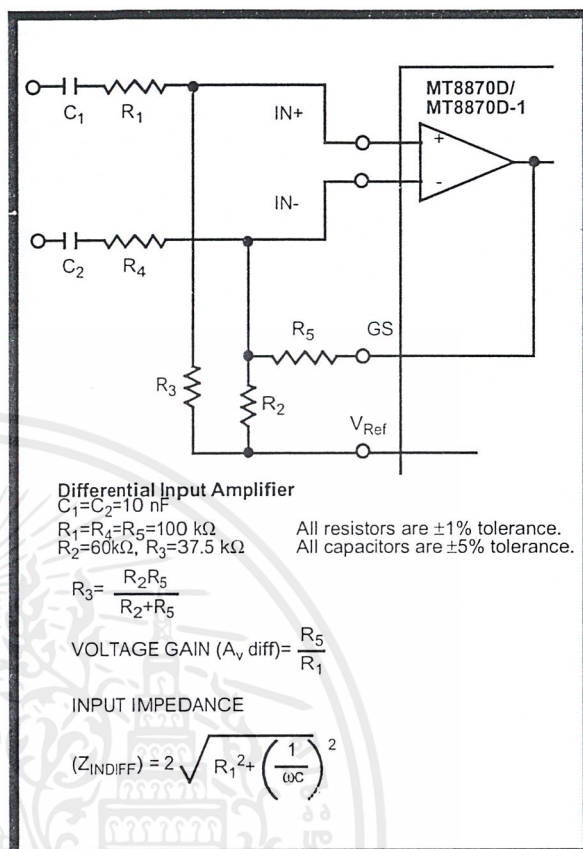 MT8870D/
MT8870D-1
C₁ R₁ IN+
+
-
IN-
C₂ R₄
R₅ GS
R₃ R₂
V_Ref
Differential Input Amplifier
C₁=C₂=10 nF
R₁=R₄=R₅=100 kΩ All resistors are ±1% tolerance.
R₂=60kΩ, R₃=37.5 kΩ All capacitors are ±5% tolerance.
R₃= R₂R₅ / R₂+R₅
VOLTAGE GAIN (Aᵥ diff)= R₅ / R₁
INPUT IMPEDANCE
(Z_INDIFF) = 2 √ R₁²+ (1 / ωc)²